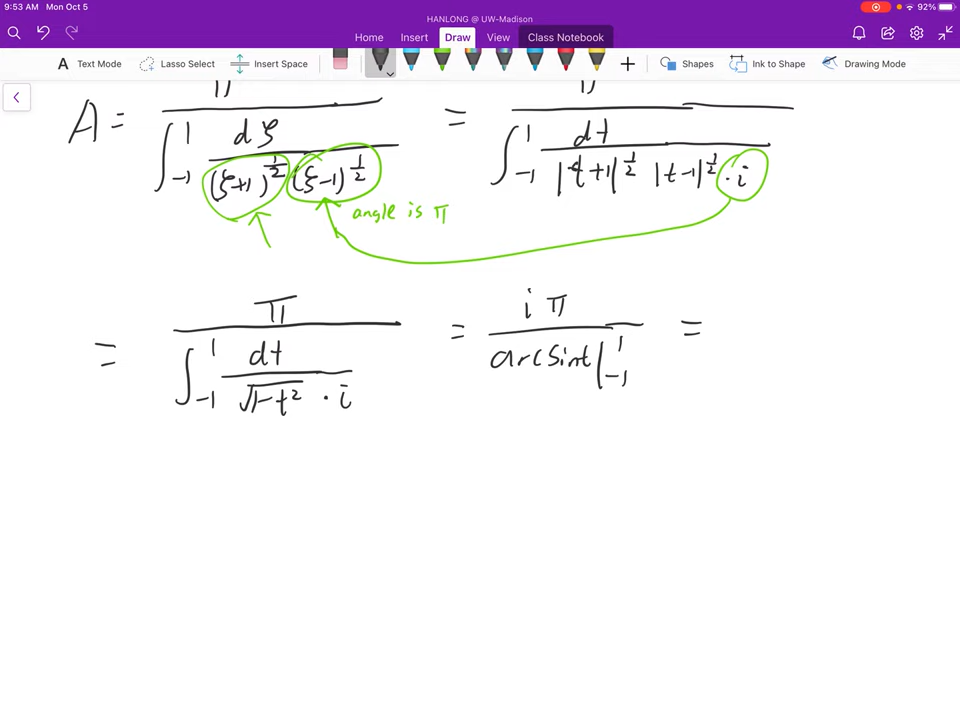 9:53 AM Mon Oct 5
92%
HANLONG @ UW-Madison
Home Insert Draw View Class Notebook
A Text Mode Lasso Select Insert Space + Shapes Ink to Shape Drawing Mode
A = π / ∫_{-1}^{1} dζ / (ζ+1)^{1/2} (ζ-1)^{1/2} = π / ∫_{-1}^{1} dt / |t+1|^{1/2} |t-1|^{1/2} · i
angle is π
= π / ∫_{-1}^{1} dt / √1-t² · i = i π / arcsint |_{-1}^{1} =